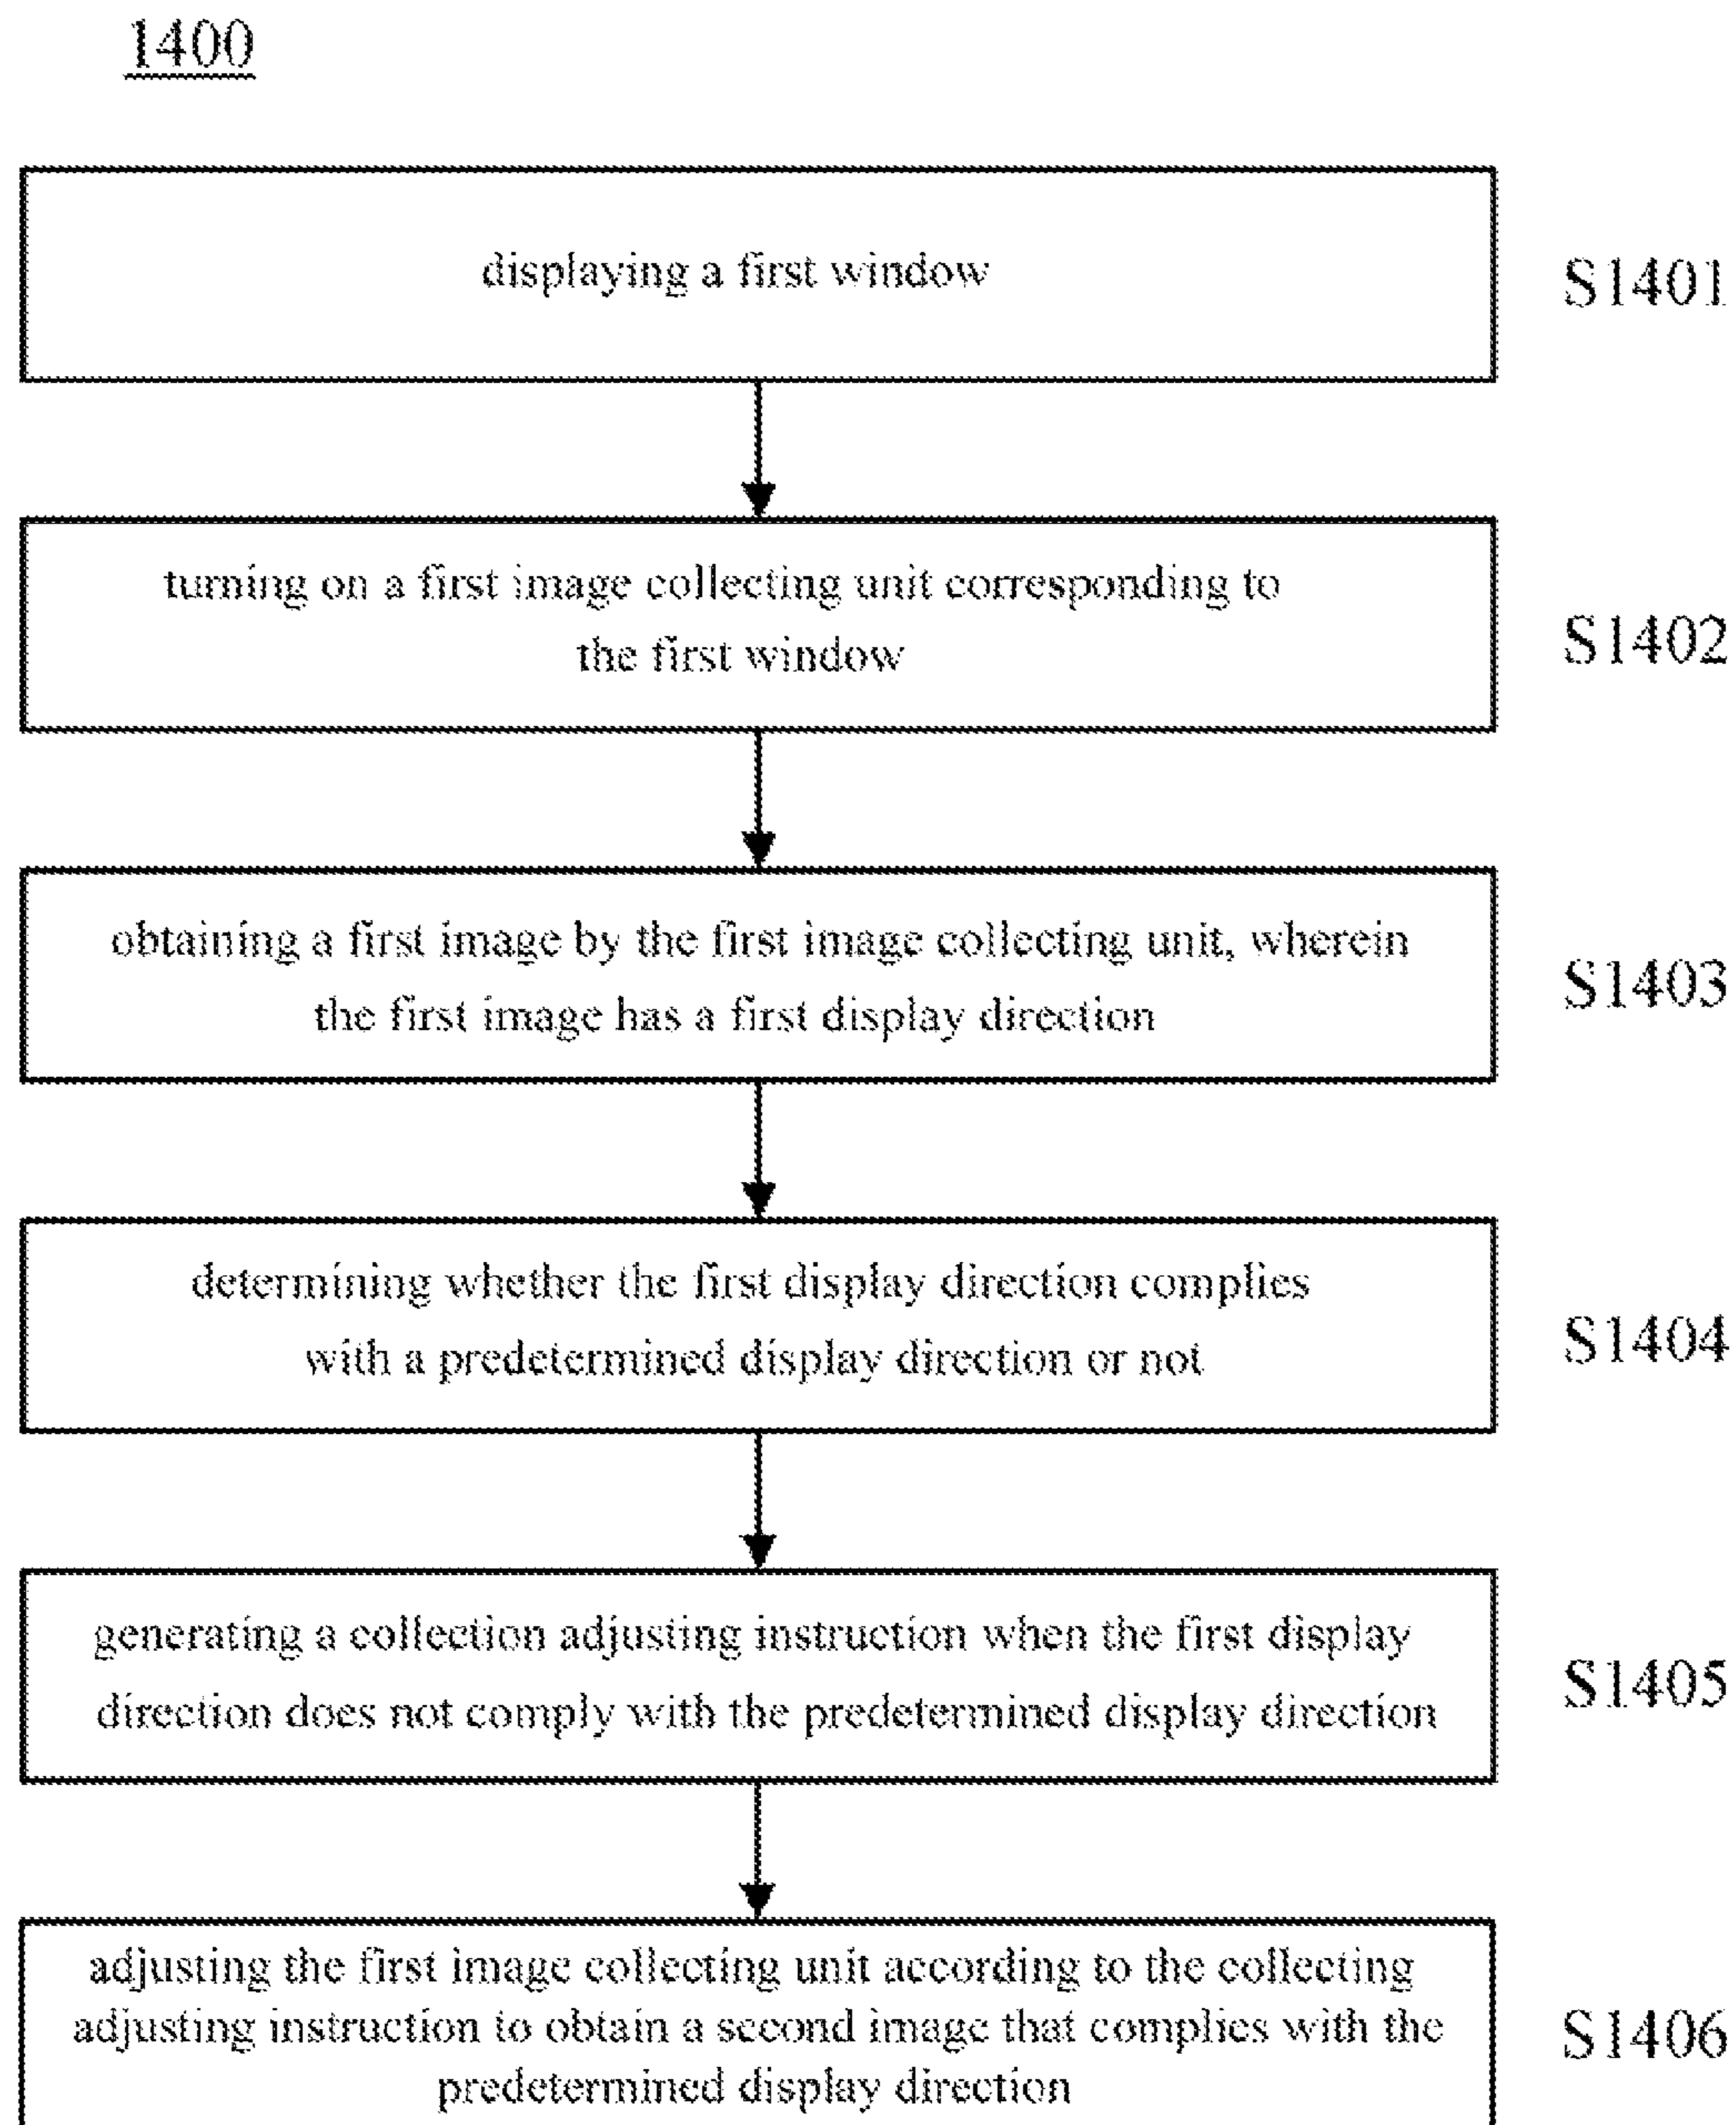 1400
displaying a first window
S1401
turning on a first image collecting unit corresponding to
the first window
S1402
obtaining a first image by the first image collecting unit, wherein
the first image has a first display direction
S1403
determining whether the first display direction complies
with a predetermined display direction or not
S1404
generating a collection adjusting instruction when the first display
direction does not comply with the predetermined display direction
S1405
adjusting the first image collecting unit according to the collecting
adjusting instruction to obtain a second image that complies with the
predetermined display direction
S1406